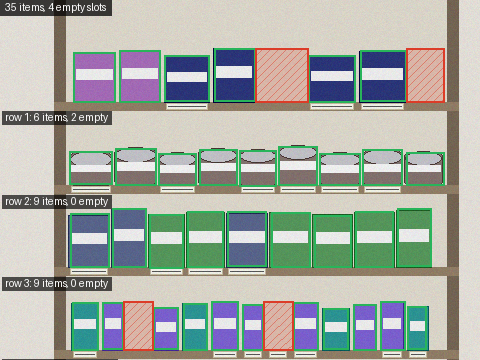 35 items, 4 empty slots
row 1: 6 items, 2 empty
row 2: 9 items, 0 empty
row 3: 9 items, 0 empty